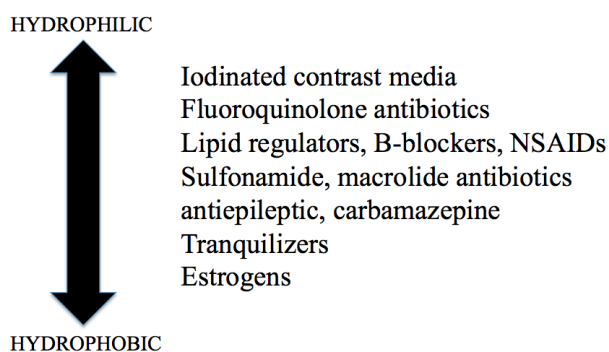 HYDROPHILIC
Iodinated contrast media
Fluoroquinolone antibiotics
Lipid regulators, B-blockers, NSAIDs
Sulfonamide, macrolide antibiotics
antiepileptic, carbamazepine
Tranquilizers
Estrogens
HYDROPHOBIC